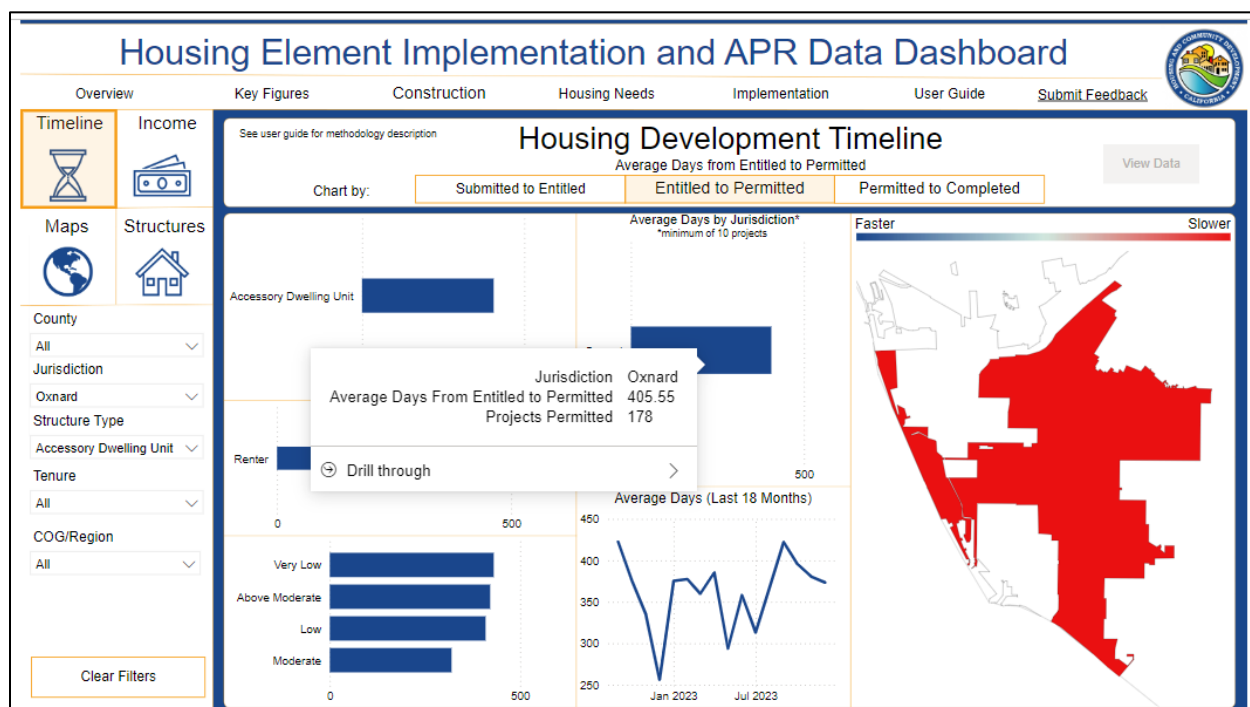 Housing Element Implementation and APR Data Dashboard
Overview Key Figures Construction Housing Needs Implementation User Guide Submit Feedback
Timeline Income
Maps Structures
County
All
Jurisdiction
Oxnard
Structure Type
Accessory Dwelling Unit
Tenure
All
COG/Region
All
Clear Filters
See user guide for methodology description
Housing Development Timeline
Average Days from Entitled to Permitted
View Data
Chart by: Submitted to Entitled Entitled to Permitted Permitted to Completed
Accessory Dwelling Unit
Renter
0 500
Very Low
Above Moderate
Low
Moderate
0 500
Average Days by Jurisdiction*
*minimum of 10 projects
500
Jurisdiction Oxnard
Average Days From Entitled to Permitted 405.55
Projects Permitted 178
Drill through
Average Days (Last 18 Months)
450
400
350
300
250
Jan 2023 Jul 2023
Faster Slower